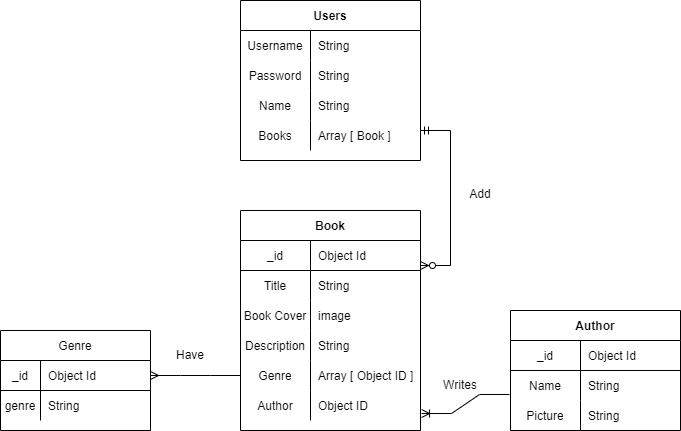 Users
Username String
Password String
Name String
Books Array [ Book ]
Add
Book
_id Object Id
Title String
Book Cover image
Description String
Genre Array [ Object ID ]
Author Object ID
Genre
_id Object Id
genre String
Have
Writes
Author
_id Object Id
Name String
Picture String